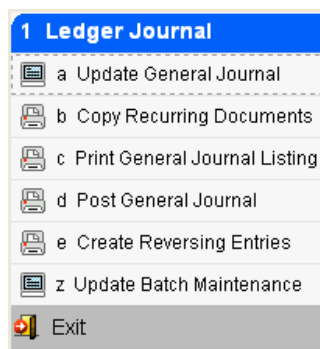 1 Ledger Journal
a Update General Journal
b Copy Recurring Documents
c Print General Journal Listing
d Post General Journal
e Create Reversing Entries
z Update Batch Maintenance
Exit